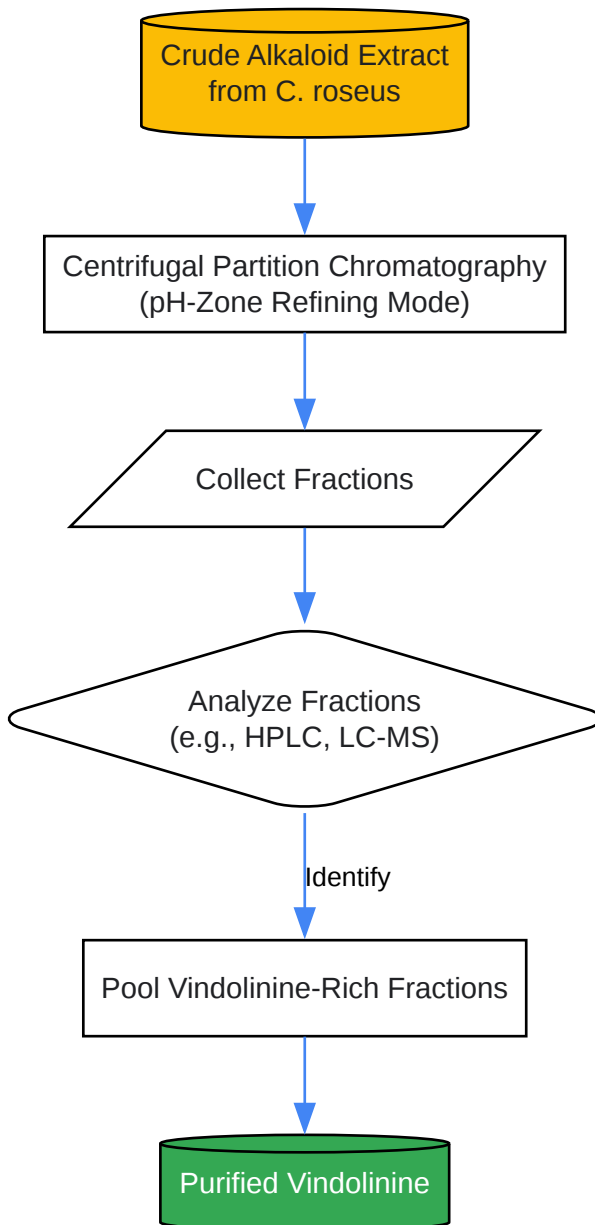 Crude Alkaloid Extract
from C. roseus
Centrifugal Partition Chromatography
(pH-Zone Refining Mode)
Collect Fractions
Analyze Fractions
(e.g., HPLC, LC-MS)
Identify
Pool Vindolinine-Rich Fractions
Purified Vindolinine